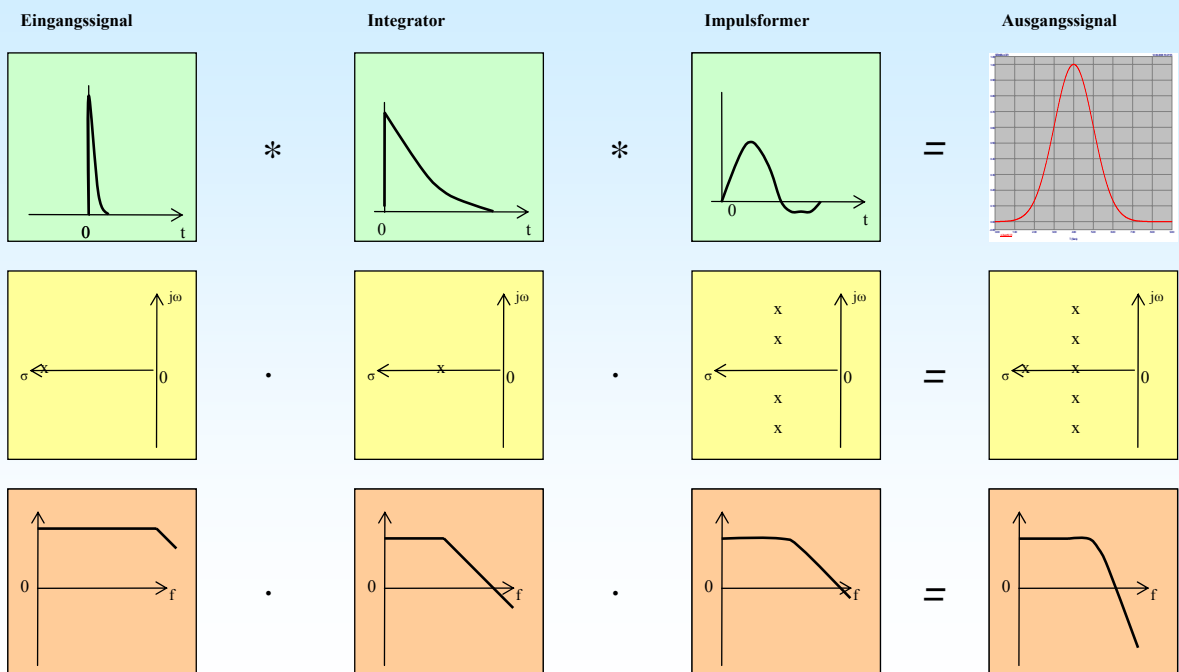 Eingangssignal Integrator Impulsformer Ausgangssignal
0 t * 0 t * 0 t =
jω σ x 0 · jω σ x 0 · jω x x σ 0 x x = jω x x σ x x 0 x x
0 f · 0 f · 0 f = 0 f